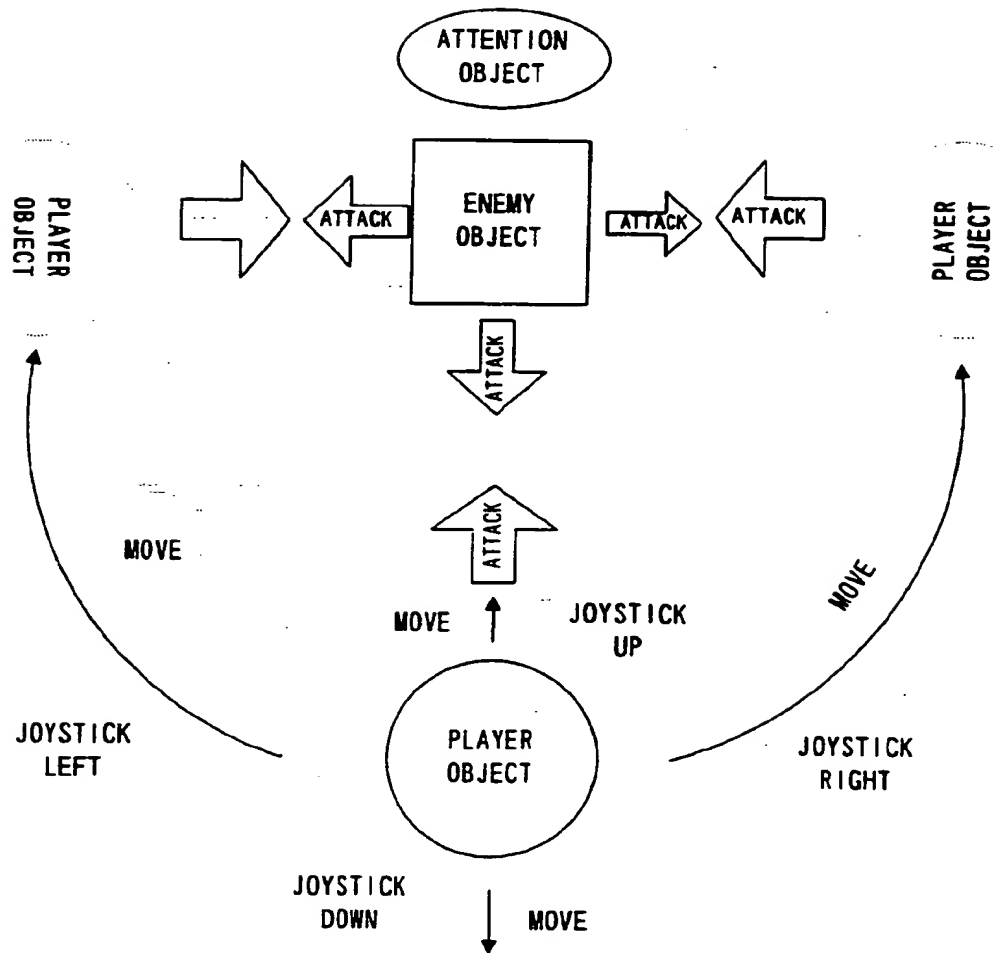 ATTENTION
OBJECT
PLAYER
OBJECT
ATTACK
ENEMY
OBJECT
ATTACK
ATTACK
PLAYER
OBJECT
ATTACK
ATTACK
MOVE
MOVE
MOVE
JOYSTICK
UP
JOYSTICK
LEFT
PLAYER
OBJECT
JOYSTICK
RIGHT
JOYSTICK
DOWN
MOVE